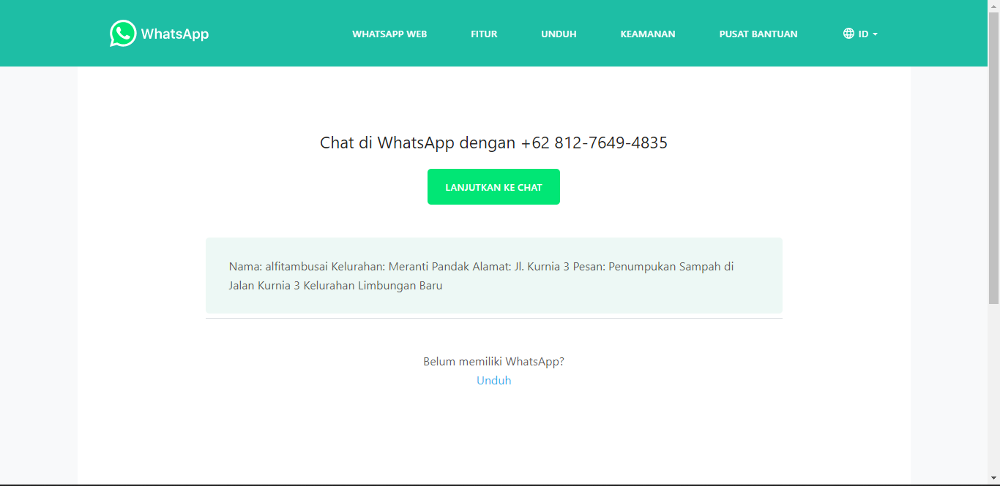 WhatsApp
WHATSAPP WEB
FITUR
UNDUH
KEAMANAN
PUSAT BANTUAN
ID
Chat di WhatsApp dengan +62 812-7649-4835
LANJUTKAN KE CHAT
Nama: alfitambusai Kelurahan: Meranti Pandak Alamat: Jl. Kurnia 3 Pesan: Penumpukan Sampah di
Jalan Kurnia 3 Kelurahan Limbungan Baru
Belum memiliki WhatsApp?
Unduh